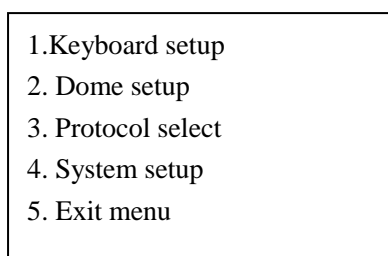 1.Keyboard setup
2. Dome setup
3. Protocol select
4. System setup
5. Exit menu